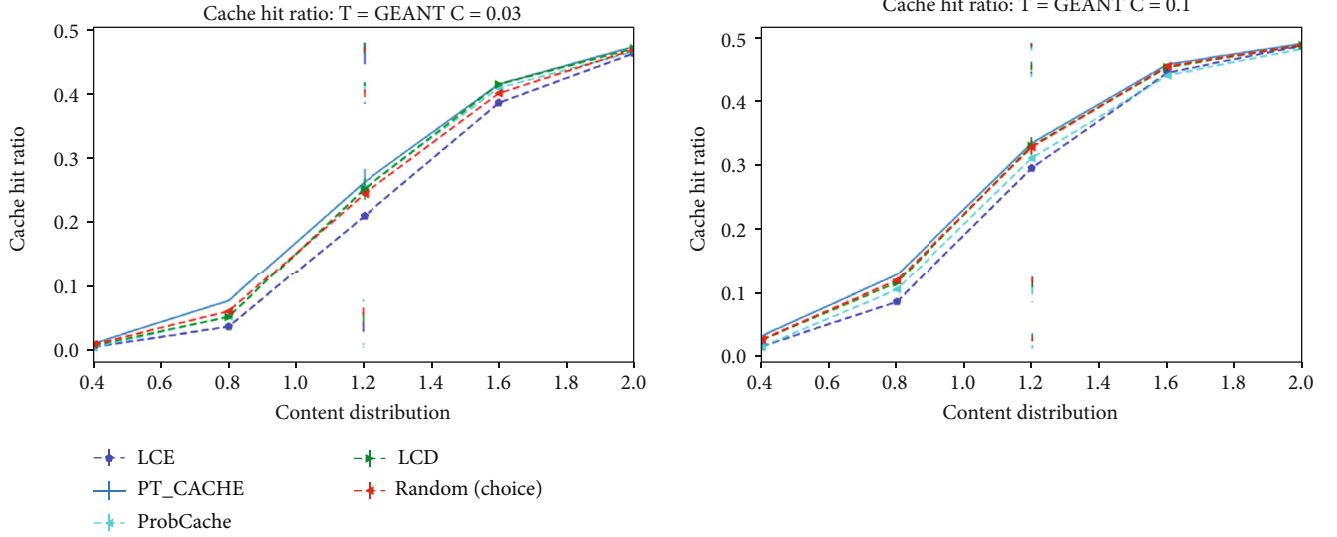 Cache hit ratio: T = GEANT C = 0.03
0.5
0.4
0.3
0.2
0.1
0.0
Cache hit ratio
0.4 0.6 0.8 1.0 1.2 1.4 1.6 1.8 2.0
Content distribution
Cache hit ratio: T = GEANT C = 0.1
0.5
0.4
0.3
0.2
0.1
0.0
Cache hit ratio
0.4 0.6 0.8 1.0 1.2 1.4 1.6 1.8 2.0
Content distribution
LCE
PT_CACHE
ProbCache
LCD
Random (choice)